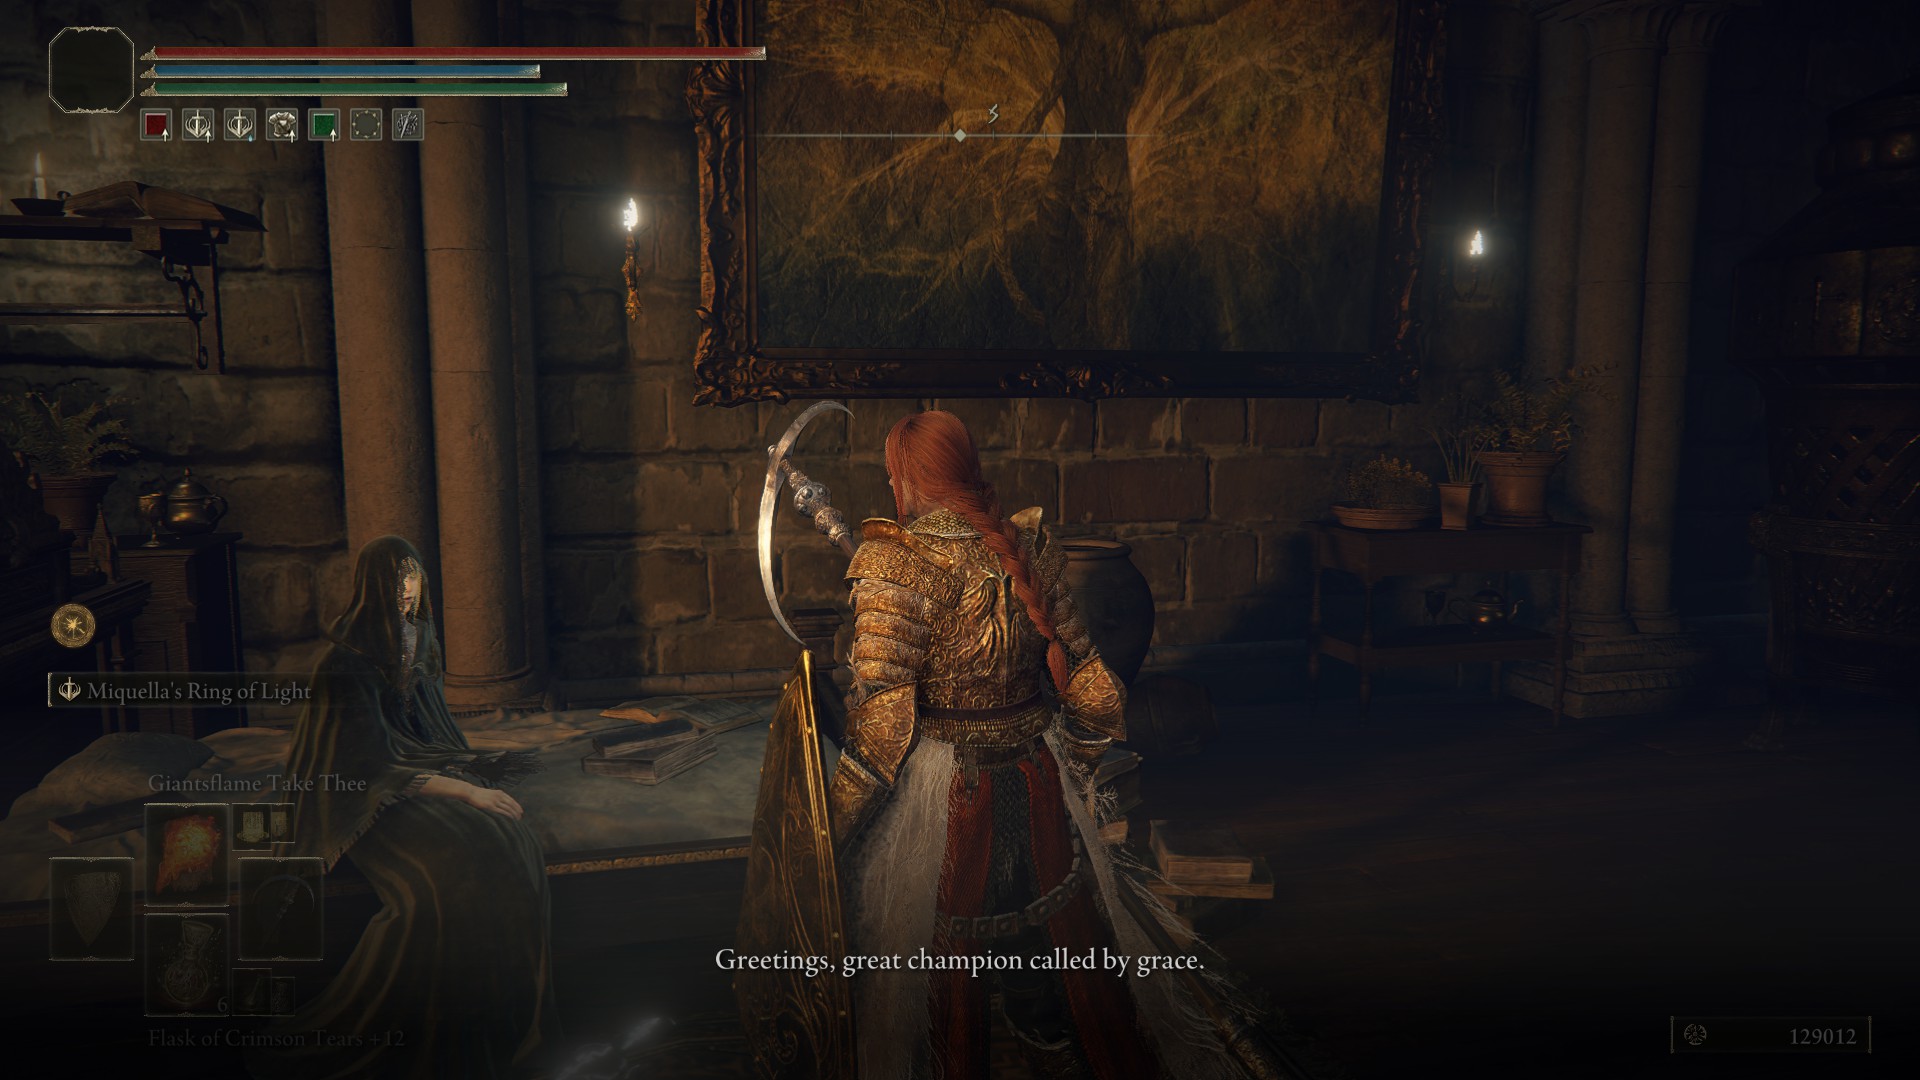 S
Miquella's Ring of Light
Giantsflame Take Thee
Greetings, great champion called by grace.
6
Flask of Crimson Tears +12
129012